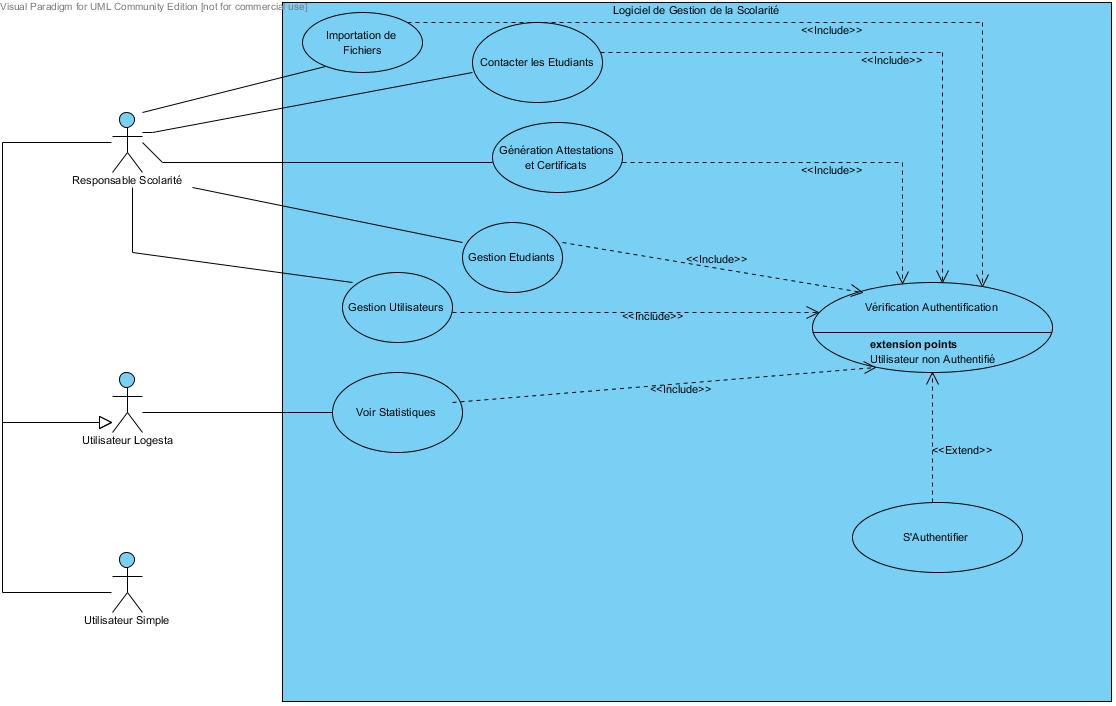 Visual Paradigm for UML Community Edition [not for commercial use]
Logiciel de Gestion de la Scolarité
Importation de
Fichiers
<<Include>>
Contacter les Etudiants
<<Include>>
Génération Attestations
et Certificats
<<Include>>
Responsable Scolarité
Gestion Etudiants
<<Include>>
Gestion Utilisateurs
<<Include>>
Vérification Authentification
extension points
Utilisateur non Authentifié
<<Include>>
Voir Statistiques
Utilisateur Logesta
<<Extend>>
S'Authentifier
Utilisateur Simple